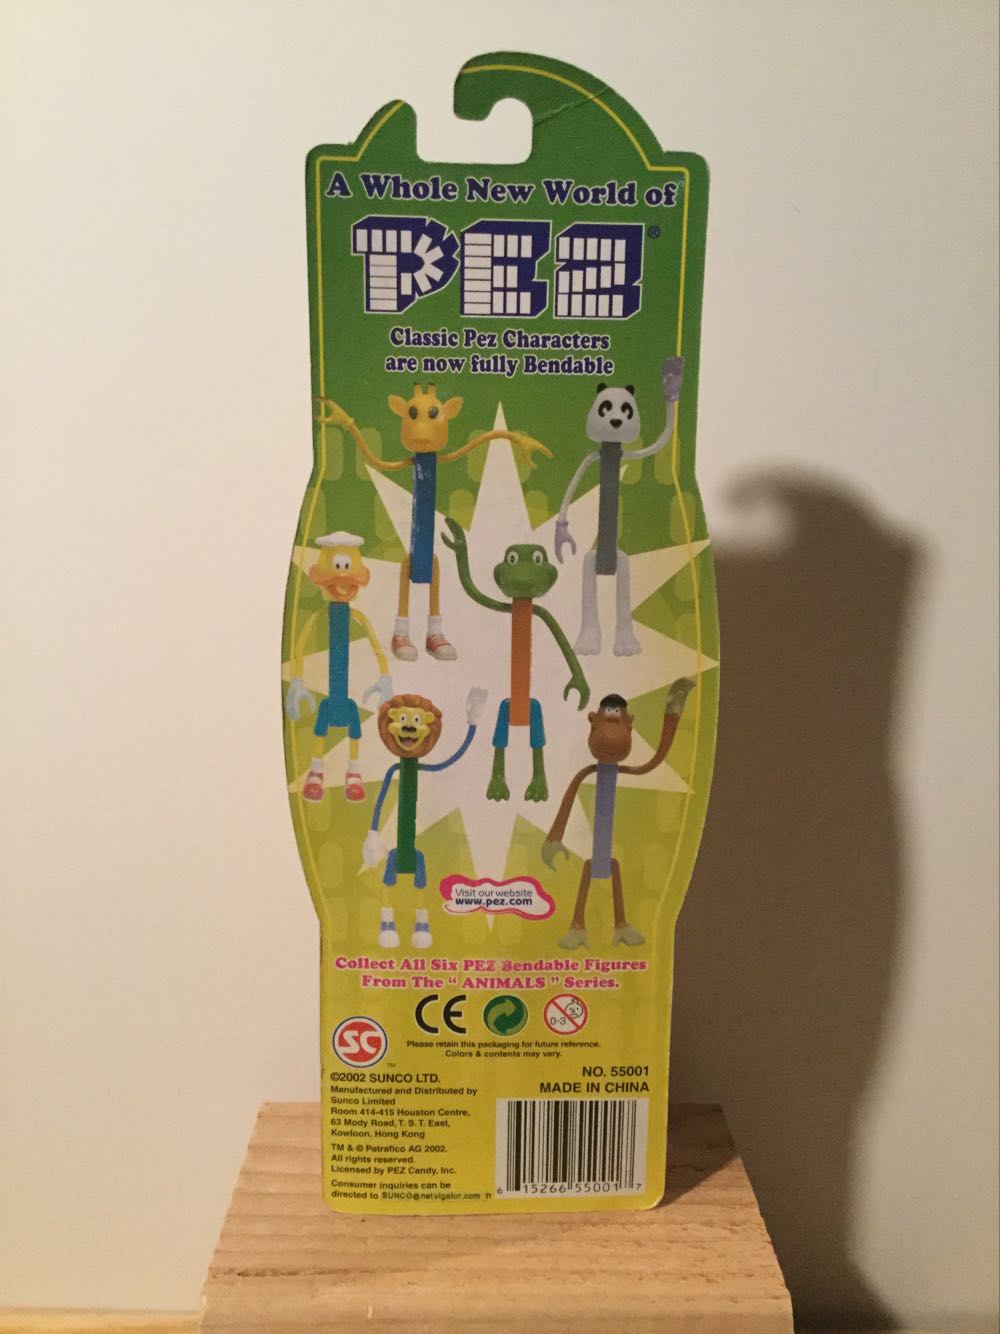 A Whole New World of
PEZ®
Classic Pez Characters
are now fully Bendable
Visit our website
www.pez.com
Collect All Six PEZ Bendable Figures
From The " ANIMALS " Series.
CE
0-3
Please retain this packaging for future reference.
Colors & contents may vary.
SC
TM
©2002 SUNCO LTD.
Manufactured and Distributed by
Sunco Limited
Room 414-415 Houston Centre,
63 Mody Road, T. S. T. East,
Kowloon, Hong Kong
TM & © Patrafico AG 2002.
All rights reserved.
Licensed by PEZ Candy, Inc.
Consumer inquiries can be
directed to SUNCO@netvigator.com
NO. 55001
MADE IN CHINA
6 15266 55001 7